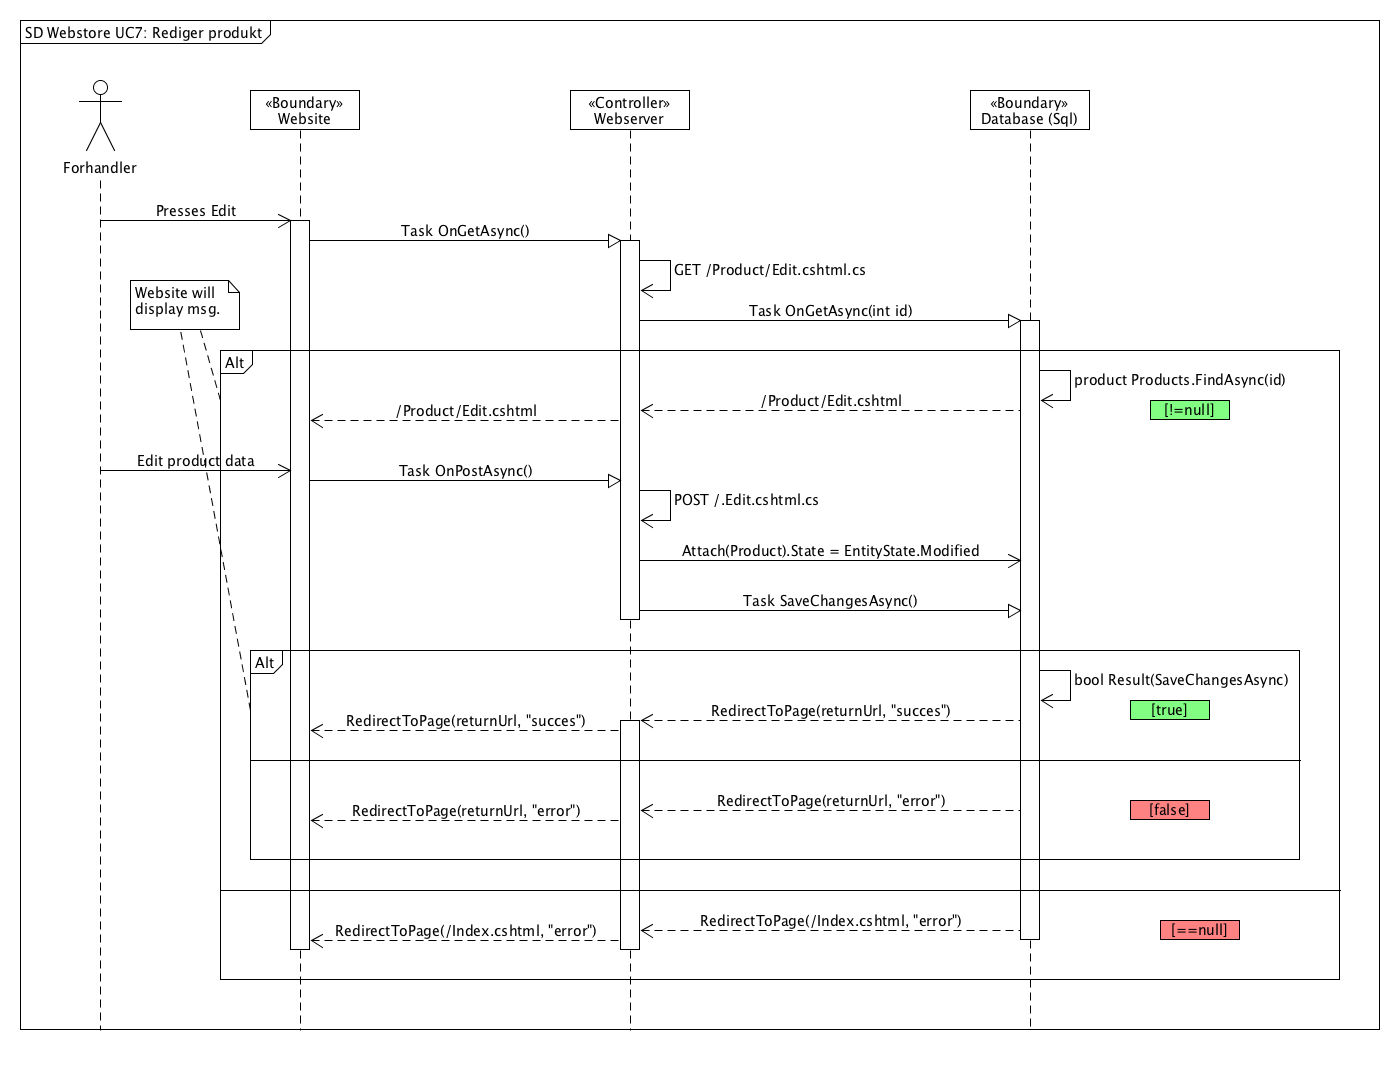 SD Webstore UC7: Rediger produkt
«Boundary»
Website
«Controller»
Webserver
«Boundary»
Database (Sql)
Forhandler
Presses Edit
Task OnGetAsync()
GET /Product/Edit.cshtml.cs
Website will
display msg.
Task OnGetAsync(int id)
Alt
product Products.FindAsync(id)
/Product/Edit.cshtml
/Product/Edit.cshtml
[!=null]
Edit product data
Task OnPostAsync()
POST /.Edit.cshtml.cs
Attach(Product).State = EntityState.Modified
Task SaveChangesAsync()
Alt
bool Result(SaveChangesAsync)
RedirectToPage(returnUrl, "succes")
RedirectToPage(returnUrl, "succes")
[true]
RedirectToPage(returnUrl, "error")
RedirectToPage(returnUrl, "error")
[false]
RedirectToPage(/Index.cshtml, "error")
RedirectToPage(/Index.cshtml, "error")
[==null]